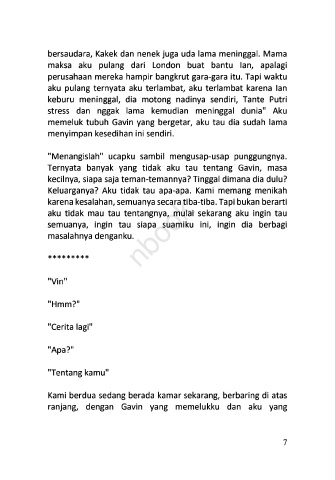 bersaudara, Kakek dan nenek juga uda lama meninggal. Mama
maksa aku pulang dari London buat bantu Ian, apalagi
perusahaan mereka hampir bangkrut gara-gara itu. Tapi waktu
aku pulang ternyata aku terlambat, aku terlambat karena Ian
keburu meninggal, dia motong nadinya sendiri, Tante Putri
stress dan nggak lama kemudian meninggal dunia" Aku
memeluk tubuh Gavin yang bergetar, aku tau dia sudah lama
menyimpan kesedihan ini sendiri.
"Menangislah" ucapku sambil mengusap-usap punggungnya.
Ternyata banyak yang tidak aku tau tentang Gavin, masa
kecilnya, siapa saja teman-temannya? Tinggal dimana dia dulu?
Keluarganya? Aku tidak tau apa-apa. Kami memang menikah
karena kesalahan, semuanya secara tiba-tiba. Tapi bukan berarti
aku tidak mau tau tentangnya, mulai sekarang aku ingin tau
semuanya, ingin tau siapa suamiku ini, ingin dia berbagi
masalahnya denganku.
*********
"Vin"
"Hmm?"
"Cerita lagi"
"Apa?"
"Tentang kamu"
Kami berdua sedang berada kamar sekarang, berbaring di atas
ranjang, dengan Gavin yang memelukku dan aku yang
7